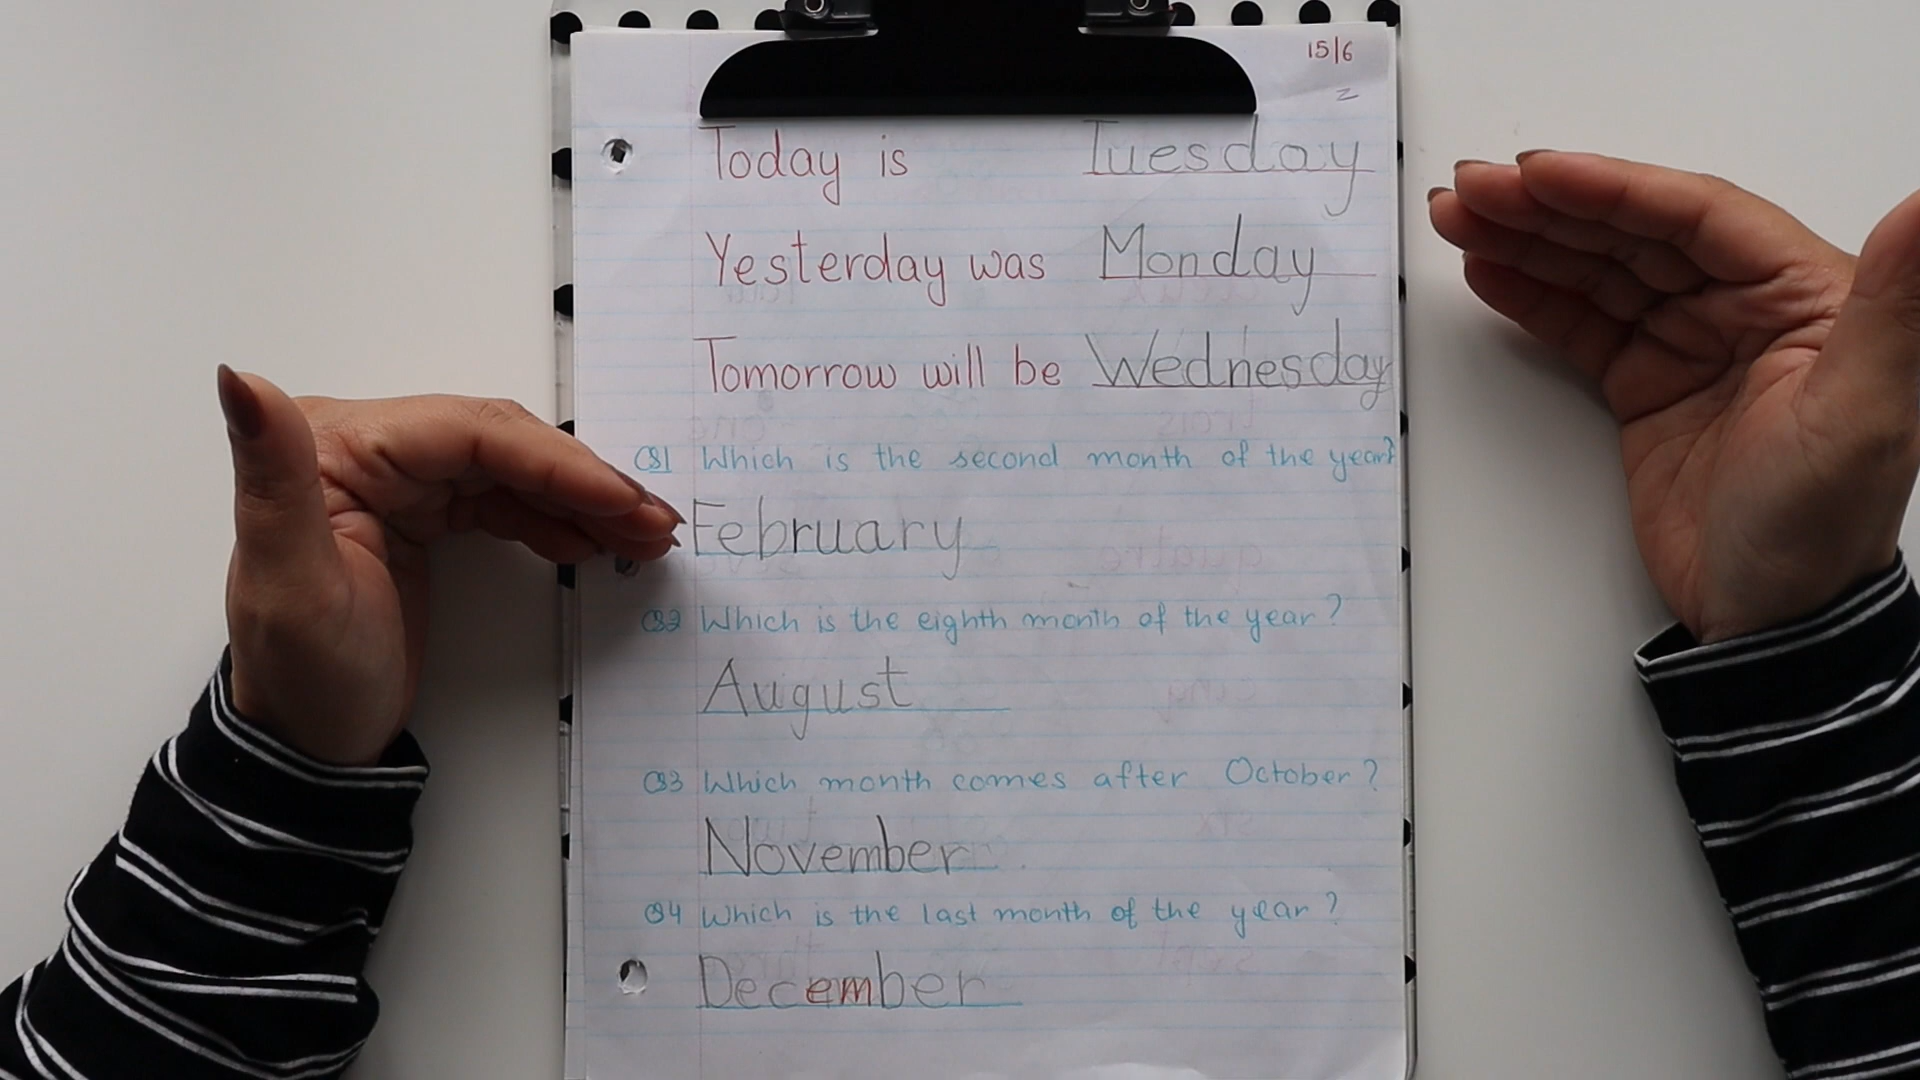 15/6
Today is Tuesday
Yesterday was Monday
Tomorrow will be Wednesday
Q1 Which is the second month of the year?
February
Q2 Which is the eighth month of the year?
August
Q3 Which month comes after October?
November
Q4 Which is the last month of the year?
December